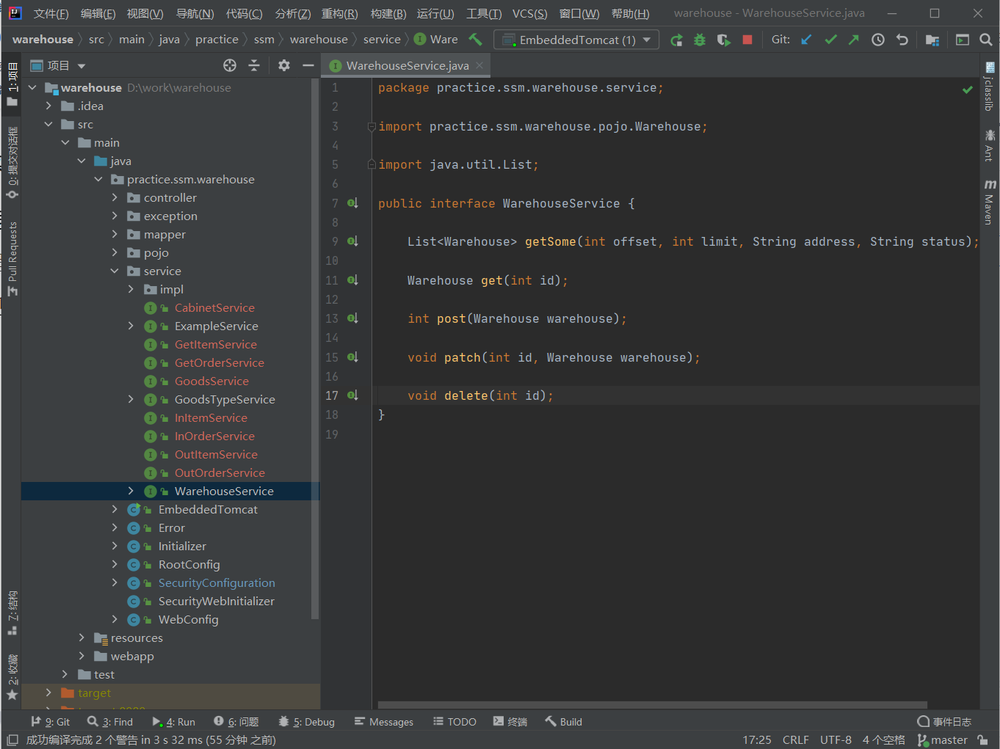 文件(F) 编辑(E) 视图(V) 导航(N) 代码(C) 分析(Z) 重构(R) 构建(B) 运行(U) 工具(T) VCS(S) 窗口(W) 帮助(H) warehouse - WarehouseService.java
warehouse src main java practice ssm warehouse service Ware EmbeddedTomcat (1) Git:
1: 项目
0: 提交对话框
Pull Requests
Z: 结构
2: 收藏
项目
warehouse D:\work\warehouse
.idea
src
main
java
practice.ssm.warehouse
controller
exception
mapper
pojo
service
impl
CabinetService
ExampleService
GetItemService
GetOrderService
GoodsService
GoodsTypeService
InItemService
InOrderService
OutItemService
OutOrderService
WarehouseService
EmbeddedTomcat
Error
Initializer
RootConfig
SecurityConfiguration
SecurityWebInitializer
WebConfig
resources
webapp
test
target
WarehouseService.java
1 package practice.ssm.warehouse.service;
2
3 import practice.ssm.warehouse.pojo.Warehouse;
4
5 import java.util.List;
6
7 public interface WarehouseService {
8
9 List<Warehouse> getSome(int offset, int limit, String address, String status);
10
11 Warehouse get(int id);
12
13 int post(Warehouse warehouse);
14
15 void patch(int id, Warehouse warehouse);
16
17 void delete(int id);
18 }
19
jclasslib
Ant
Maven
9: Git 3: Find 4: Run 6: 问题 5: Debug Messages TODO 终端 Build 事件日志
成功编译完成 2 个警告 in 3 s 32 ms (55 分钟 之前) 17:25 CRLF UTF-8 4 个空格 master